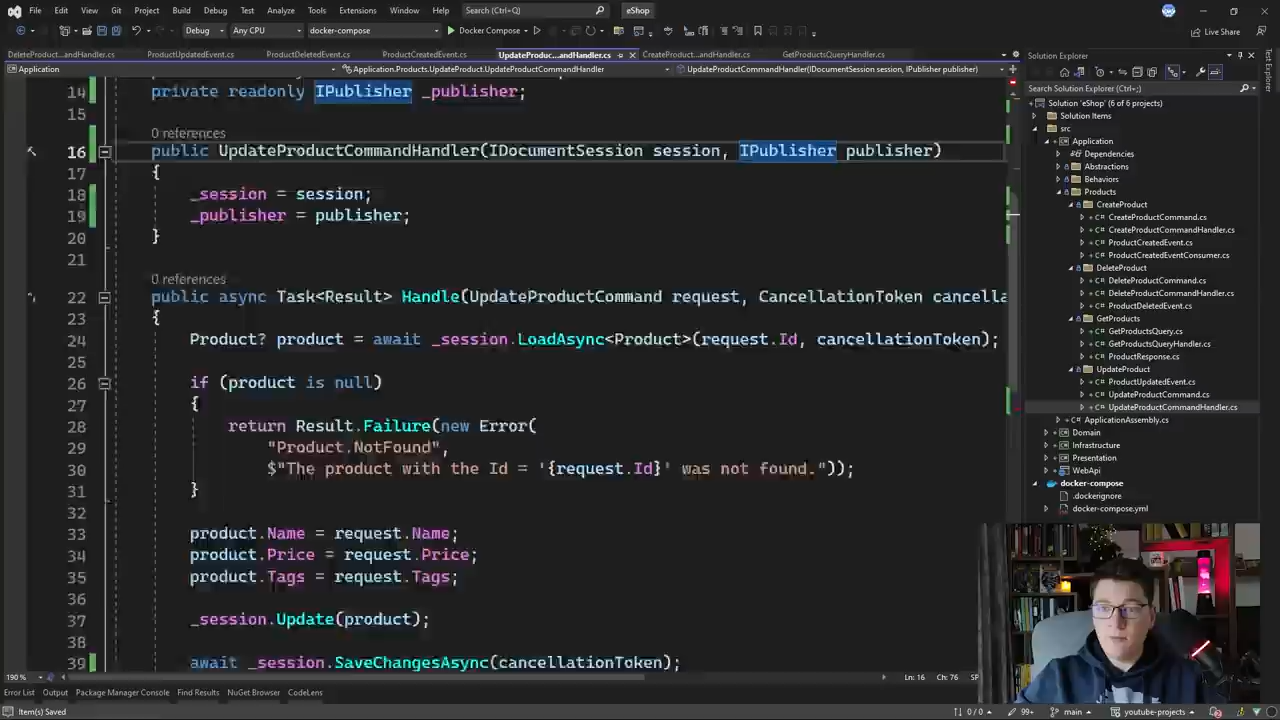 File Edit View Git Project Build Debug Test Analyze Tools Extensions Window Help Search (Ctrl+Q) eShop
Debug Any CPU docker-compose Docker Compose Live Share
DeleteProduc...andHandler.cs ProductUpdatedEvent.cs ProductDeletedEvent.cs ProductCreatedEvent.cs UpdateProduc...andHandler.cs CreateProduc...andHandler.cs GetProductsQueryHandler.cs
Application Application.Products.UpdateProduct.UpdateProductCommandHandler UpdateProductCommandHandler(IDocumentSession session, IPublisher publisher)
14 private readonly IPublisher _publisher;
15
0 references
16 public UpdateProductCommandHandler(IDocumentSession session, IPublisher publisher)
17 {
18 _session = session;
19 _publisher = publisher;
20 }
21
0 references
22 public async Task<Result> Handle(UpdateProductCommand request, CancellationToken cancella
23 {
24 Product? product = await _session.LoadAsync<Product>(request.Id, cancellationToken);
25
26 if (product is null)
27 {
28 return Result.Failure(new Error(
29 "Product.NotFound",
30 $"The product with the Id = '{request.Id}' was not found."));
31 }
32
33 product.Name = request.Name;
34 product.Price = request.Price;
35 product.Tags = request.Tags;
36
37 _session.Update(product);
38
39 await _session.SaveChangesAsync(cancellationToken);
190 % Ln: 16 Ch: 76 SP
Error List Output Package Manager Console Find Results NuGet Browser CodeLens
Item(s) Saved 0 / 0 99+ main youtube-projects
Solution Explorer
Search Solution Explorer (Ctrl+;)
Solution 'eShop' (6 of 6 projects)
Solution Items
src
Application
Dependencies
Abstractions
Behaviors
Products
CreateProduct
CreateProductCommand.cs
CreateProductCommandHandler.cs
ProductCreatedEvent.cs
ProductCreatedEventConsumer.cs
DeleteProduct
DeleteProductCommand.cs
DeleteProductCommandHandler.cs
ProductDeletedEvent.cs
GetProducts
GetProductsQuery.cs
GetProductsQueryHandler.cs
ProductResponse.cs
UpdateProduct
ProductUpdatedEvent.cs
UpdateProductCommand.cs
UpdateProductCommandHandler.cs
ApplicationAssembly.cs
Domain
Infrastructure
Presentation
WebApi
docker-compose
.dockerignore
docker-compose.yml
Diagnostic Tools